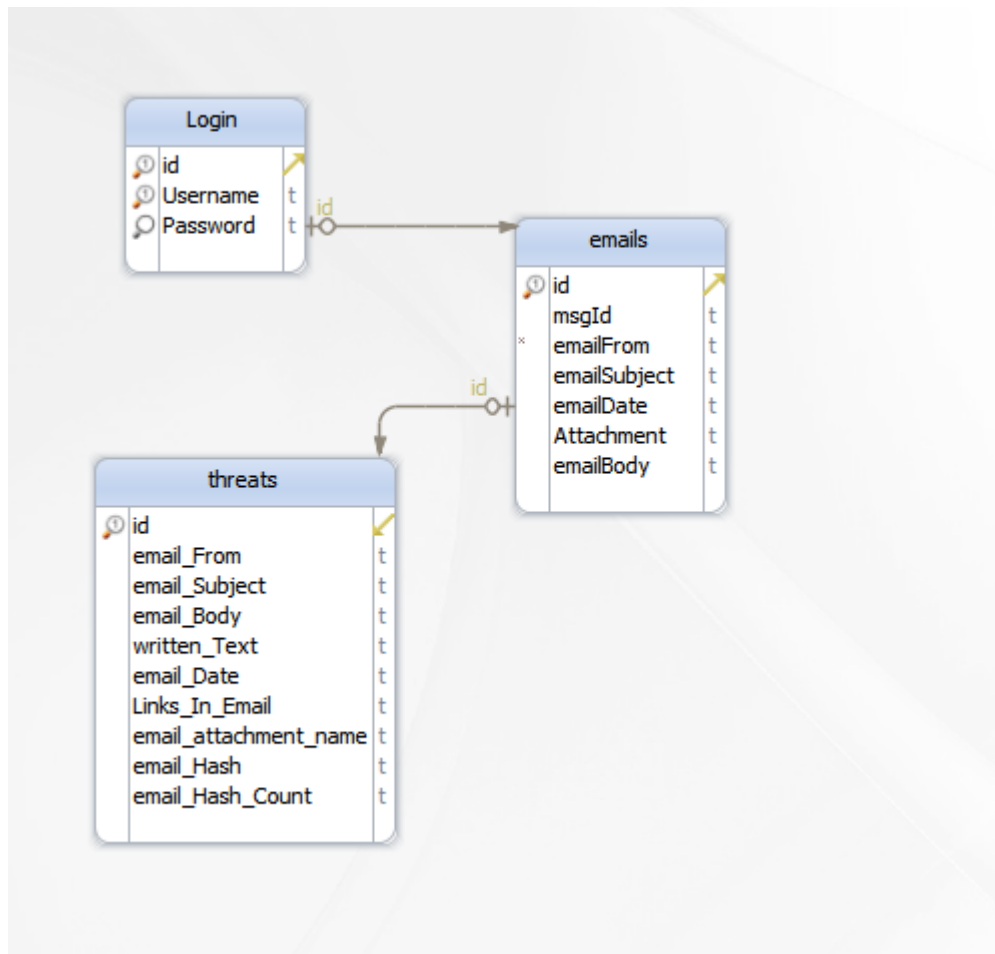 Login
id
Username t
Password t
id
emails
id
msgId t
emailFrom t
emailSubject t
emailDate t
Attachment t
emailBody t
id
threats
id
email_From t
email_Subject t
email_Body t
written_Text t
email_Date t
Links_In_Email t
email_attachment_name t
email_Hash t
email_Hash_Count t